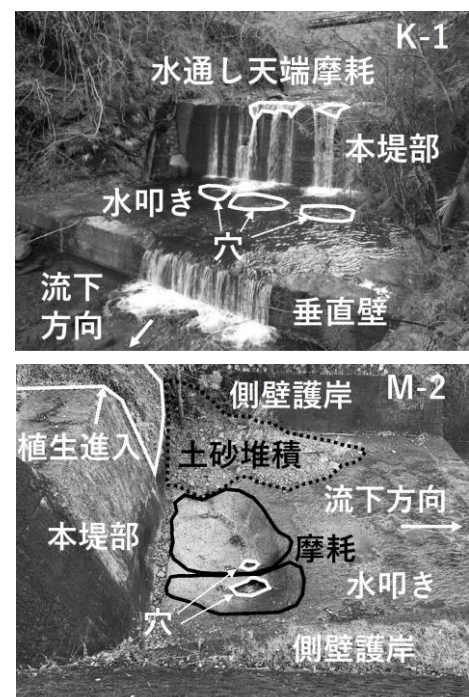 K-1
水通し天端摩耗
本堤部
水叩き
穴
流下
方向
垂直壁
側壁護岸
M-2
植生進入
土砂堆積
流下方向
本堤部
摩耗
水叩き
穴
側壁護岸